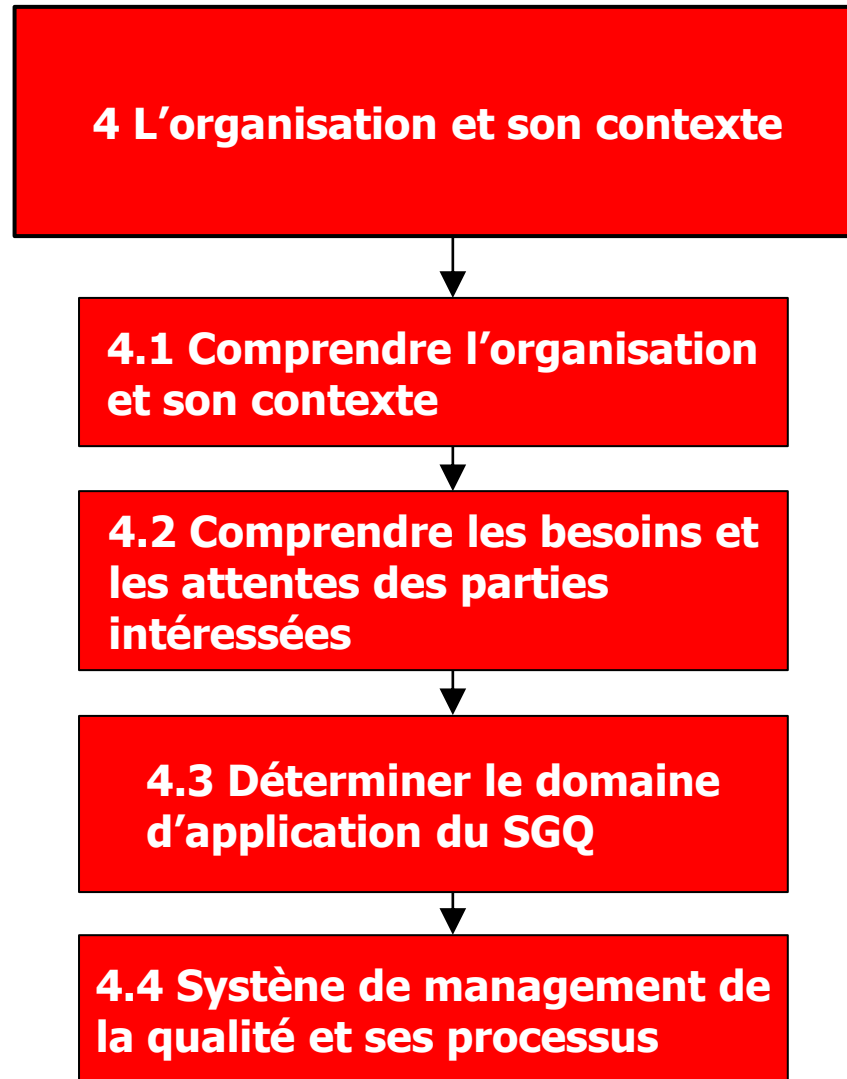 4 L’organisation et son contexte
4.1 Comprendre l’organisation
et son contexte
4.2 Comprendre les besoins et
les attentes des parties
intéressées
4.3 Déterminer le domaine
d’application du SGQ
4.4 Systène de management de
la qualité et ses processus